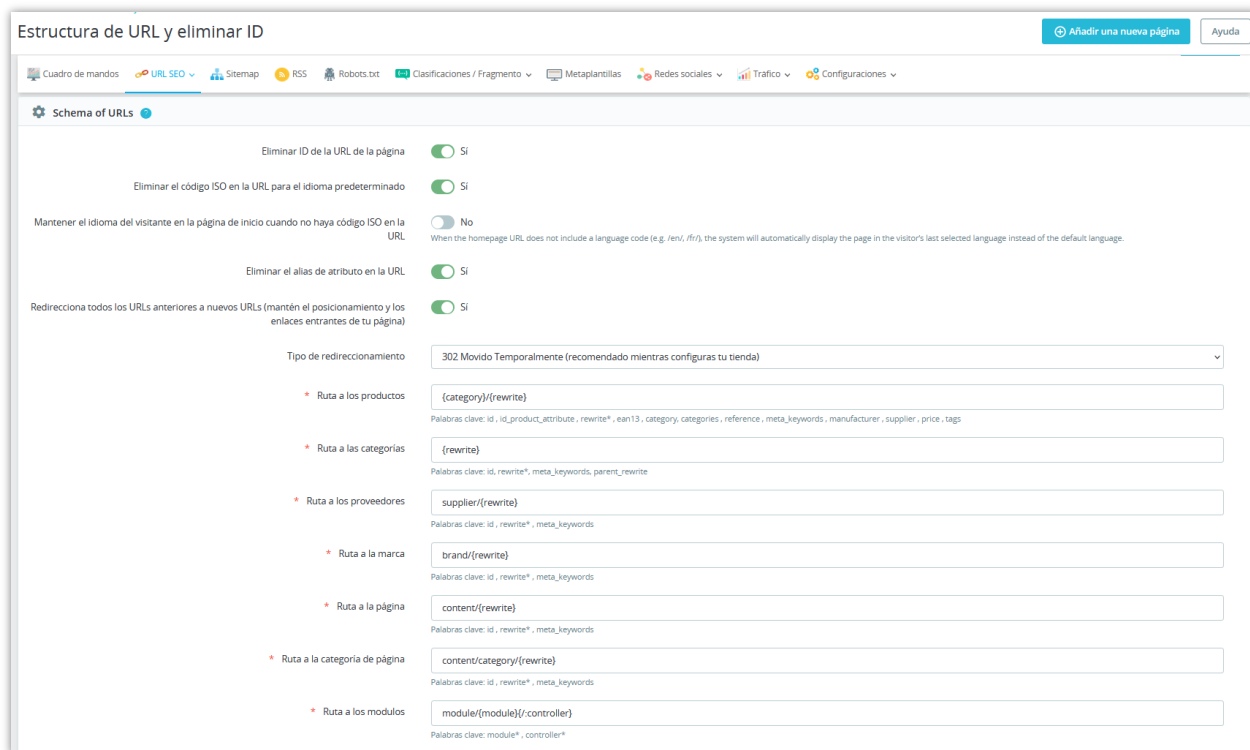 Estructura de URL y eliminar ID
Añadir una nueva página
Ayuda
Cuadro de mandos URL SEO Sitemap RSS Robots.txt Clasificaciones / Fragmento Metaplantillas Redes sociales Tráfico Configuraciones
Schema of URLs ?
Eliminar ID de la URL de la página Sí
Eliminar el código ISO en la URL para el idioma predeterminado Sí
Mantener el idioma del visitante en la página de inicio cuando no haya código ISO en la
URL
No
When the homepage URL does not include a language code (e.g. /en/, /fr/), the system will automatically display the page in the visitor's last selected language instead of the default language.
Eliminar el alias de atributo en la URL Sí
Redirecciona todos los URLs anteriores a nuevos URLs (mantén el posicionamiento y los
enlaces entrantes de tu página)
Sí
Tipo de redireccionamiento 302 Movido Temporalmente (recomendado mientras configuras tu tienda)
* Ruta a los productos {category}/{rewrite}
Palabras clave: id , id_product_attribute , rewrite* , ean13 , category, categories , reference , meta_keywords , manufacturer , supplier , price , tags
* Ruta a las categorías {rewrite}
Palabras clave: id, rewrite*, meta_keywords, parent_rewrite
* Ruta a los proveedores supplier/{rewrite}
Palabras clave: id , rewrite* , meta_keywords
* Ruta a la marca brand/{rewrite}
Palabras clave: id , rewrite* , meta_keywords
* Ruta a la página content/{rewrite}
Palabras clave: id , rewrite* , meta_keywords
* Ruta a la categoría de página content/category/{rewrite}
Palabras clave: id , rewrite* , meta_keywords
* Ruta a los modulos module/{module}{/:controller}
Palabras clave: module* , controller*